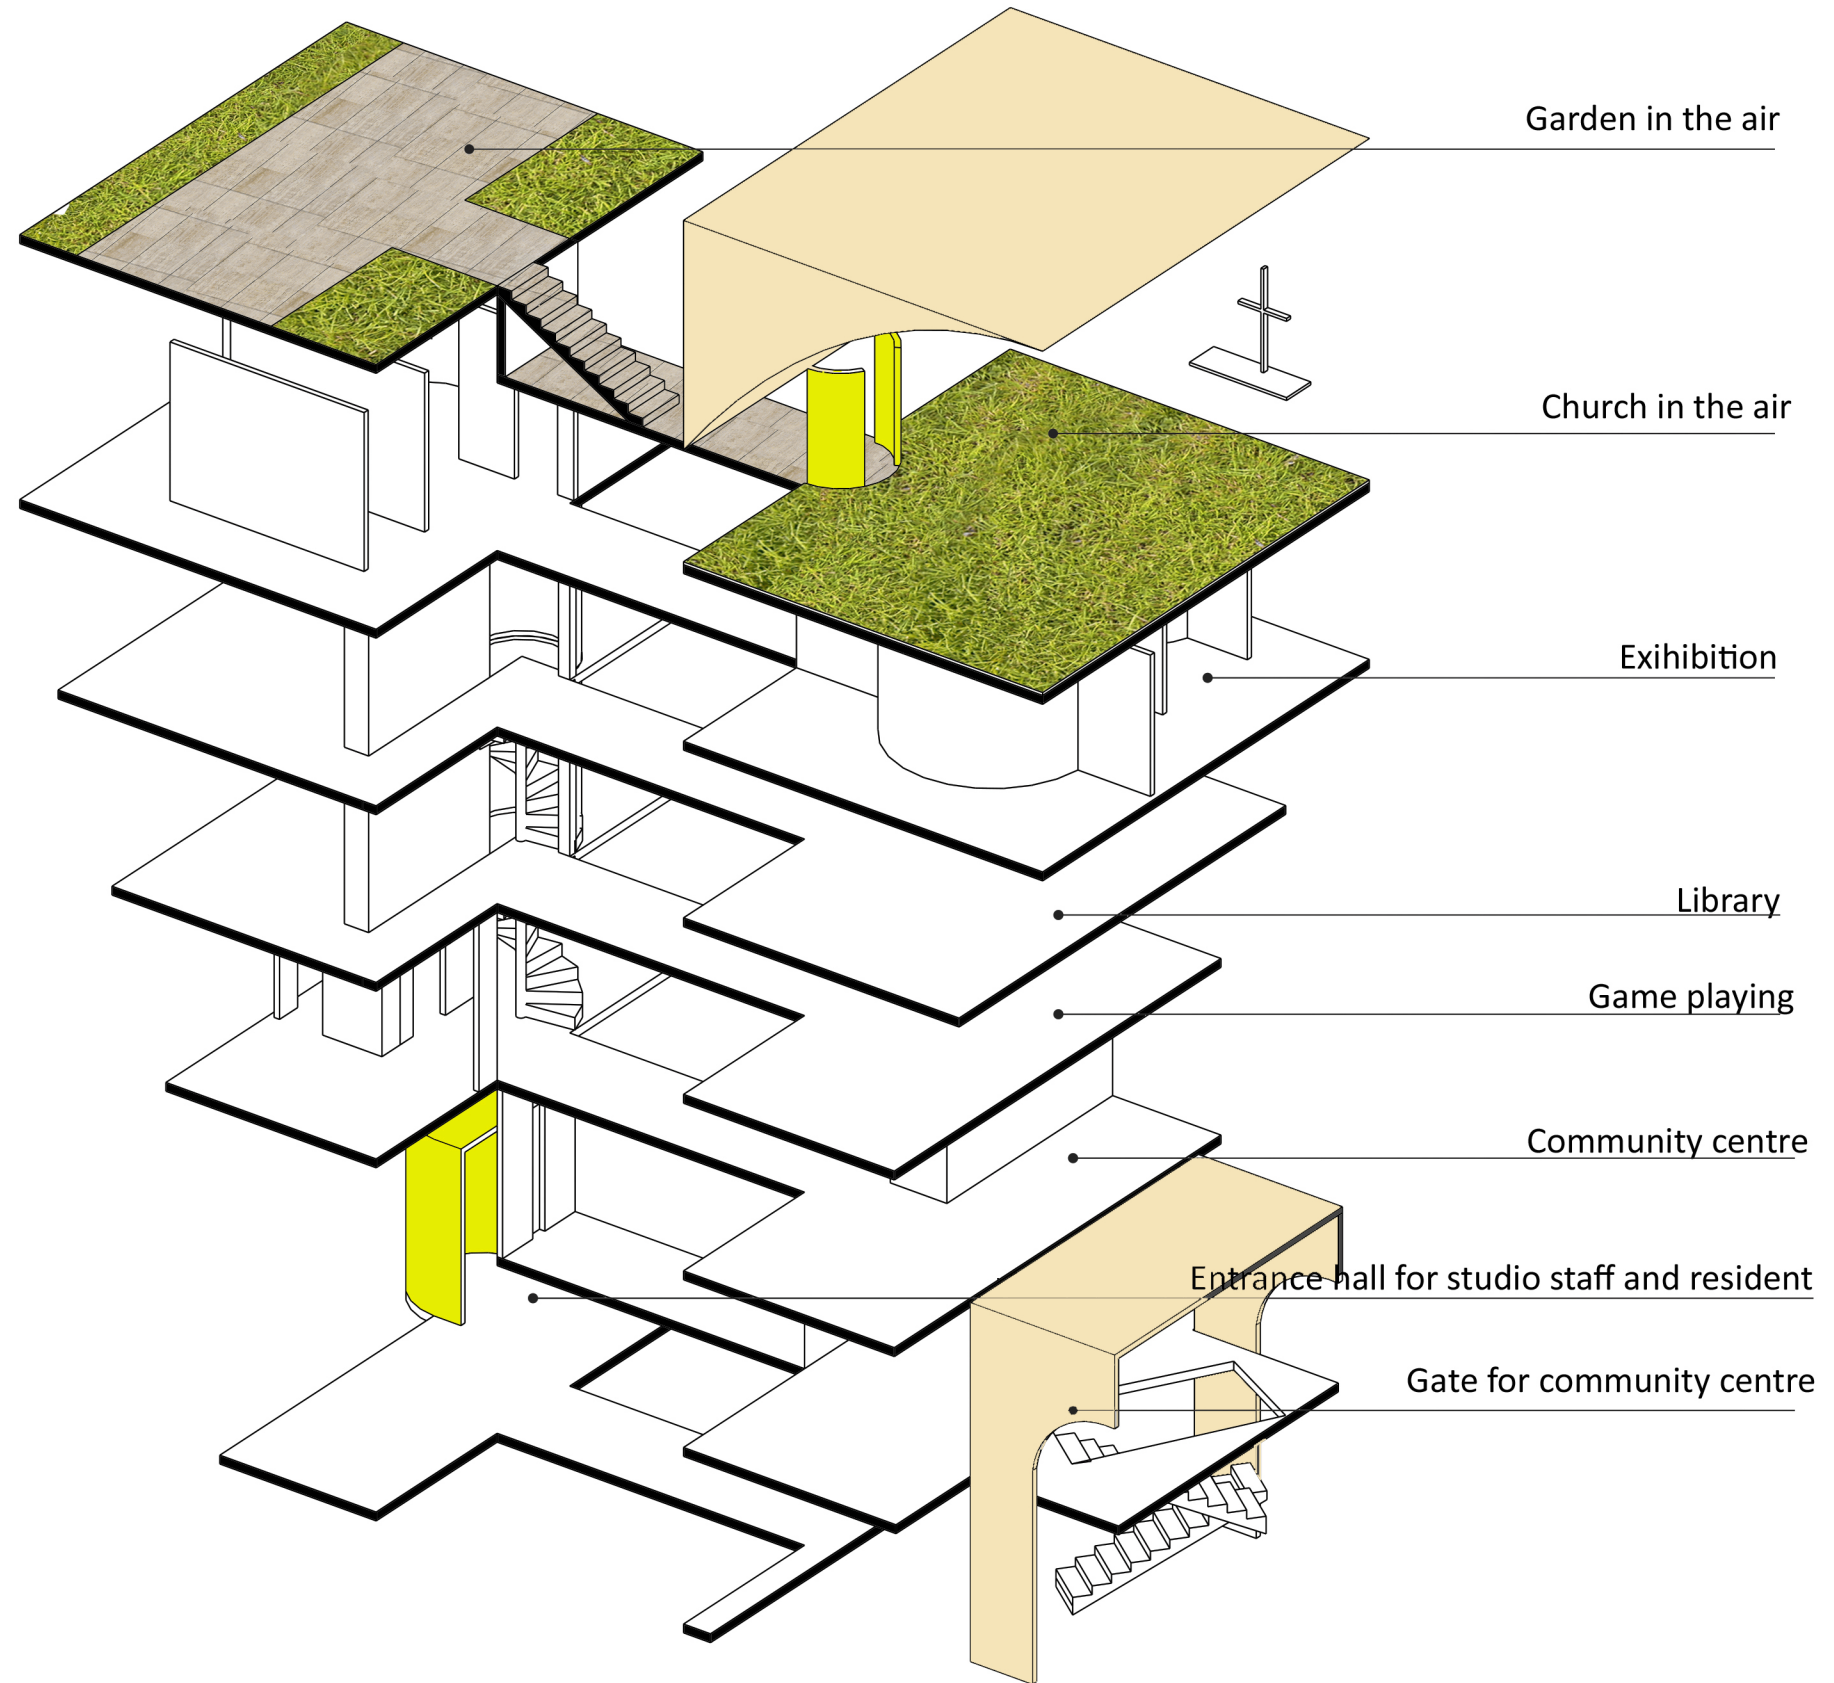 Garden in the air
Church in the air
Exihibition
Library
Game playing
Community centre
Entrance hall for studio staff and resident
Gate for community centre